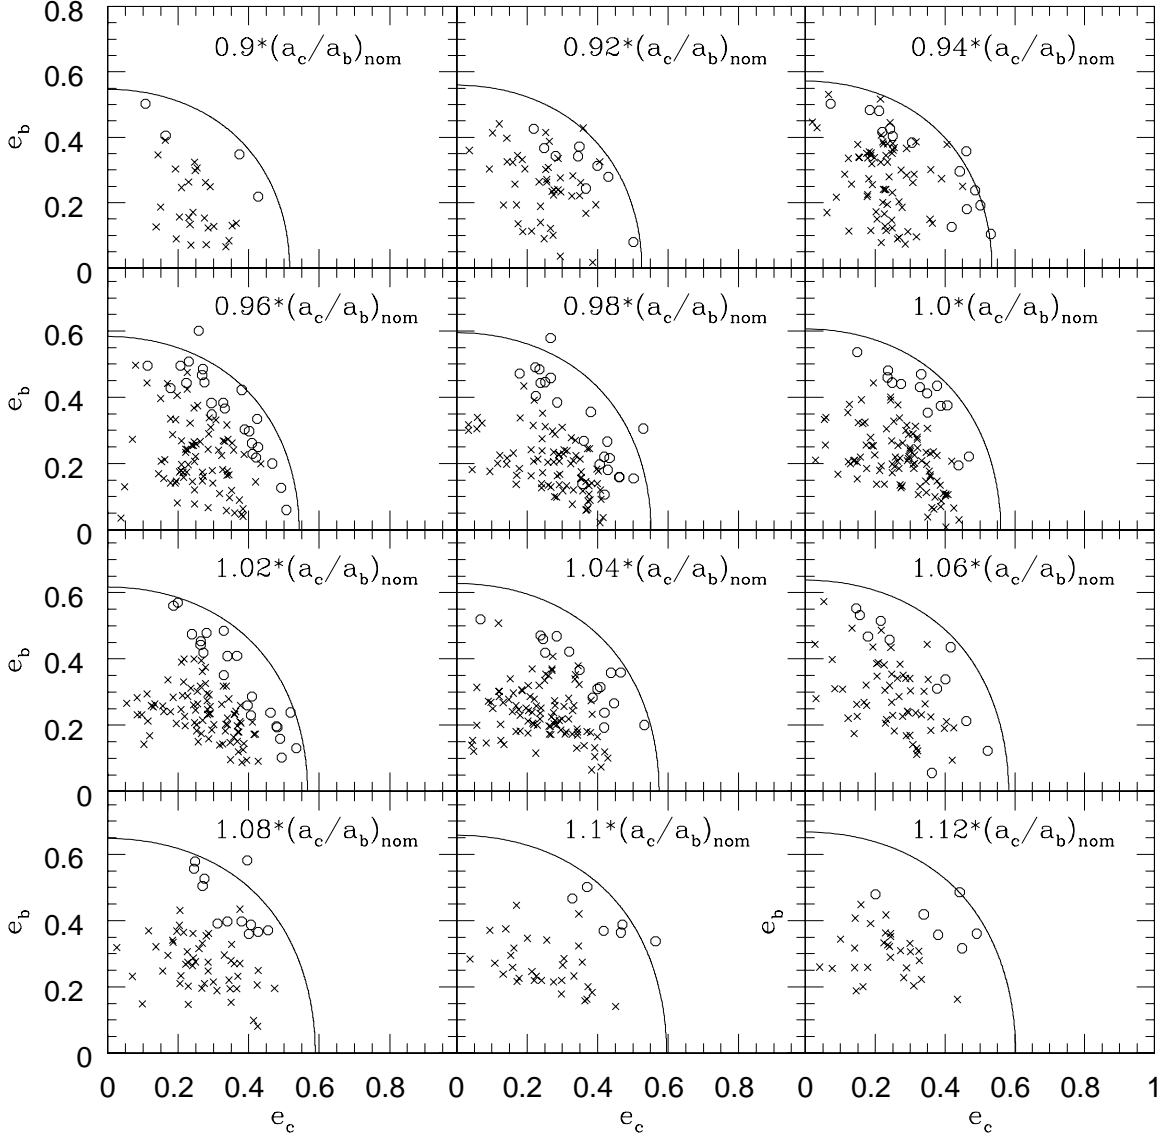 0.8
0.6 0.9*(a_c/a_b)_nom 0.92*(a_c/a_b)_nom 0.94*(a_c/a_b)_nom
0.4
e_b
0.2
0
0.6 0.96*(a_c/a_b)_nom 0.98*(a_c/a_b)_nom 1.0*(a_c/a_b)_nom
0.4
e_b
0.2
0
0.6 1.02*(a_c/a_b)_nom 1.04*(a_c/a_b)_nom 1.06*(a_c/a_b)_nom
0.4
e_b
0.2
0
0.6 1.08*(a_c/a_b)_nom 1.1*(a_c/a_b)_nom 1.12*(a_c/a_b)_nom
0.4
e_b e_b
0.2
0
0 0.2 0.4 0.6 0.8 0 0.2 0.4 0.6 0.8 0 0.2 0.4 0.6 0.8 1
e_c e_c e_c